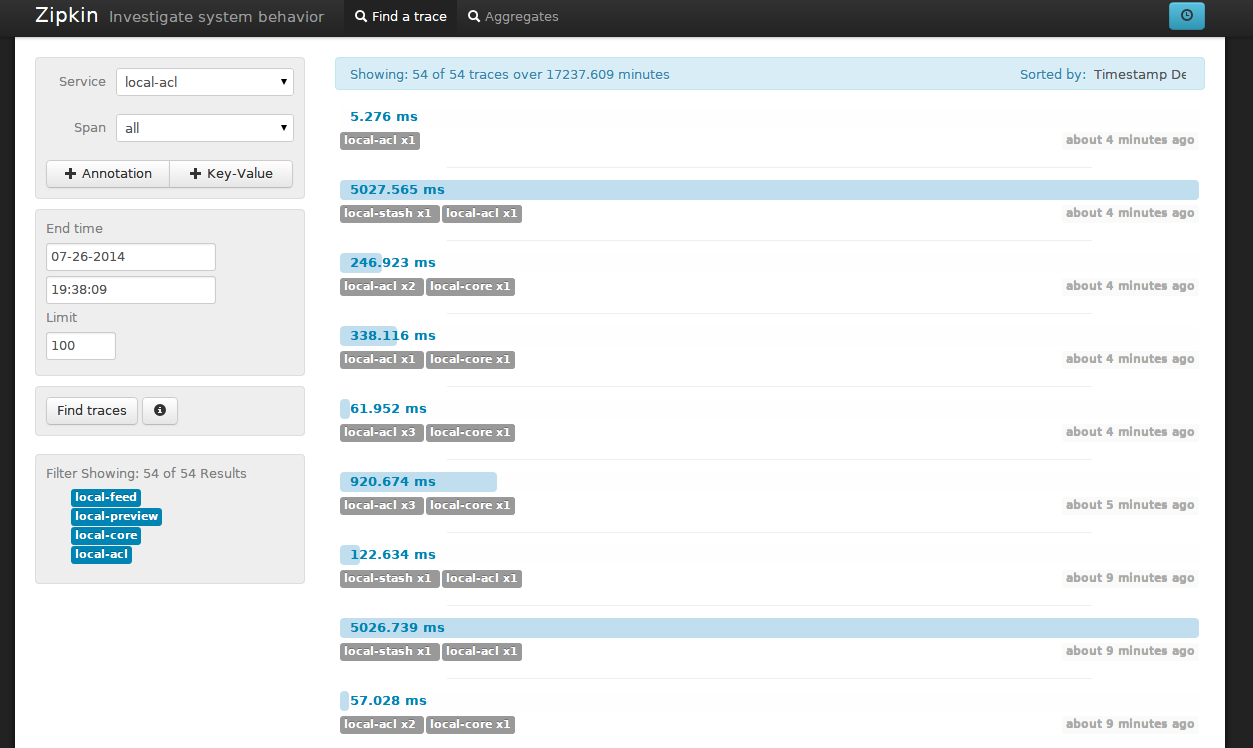 Zipkin Investigate system behavior Find a trace Aggregates
Service local-acl
Span all
Annotation Key-Value
End time
07-26-2014
19:38:09
Limit
100
Find traces
Filter Showing: 54 of 54 Results
local-feed
local-preview
local-core
local-acl
Showing: 54 of 54 traces over 17237.609 minutes Sorted by: Timestamp De
5.276 ms
local-acl x1 about 4 minutes ago
5027.565 ms
local-stash x1 local-acl x1 about 4 minutes ago
246.923 ms
local-acl x2 local-core x1 about 4 minutes ago
338.116 ms
local-acl x1 local-core x1 about 4 minutes ago
61.952 ms
local-acl x3 local-core x1 about 4 minutes ago
920.674 ms
local-acl x3 local-core x1 about 5 minutes ago
122.634 ms
local-stash x1 local-acl x1 about 9 minutes ago
5026.739 ms
local-stash x1 local-acl x1 about 9 minutes ago
57.028 ms
local-acl x2 local-core x1 about 9 minutes ago